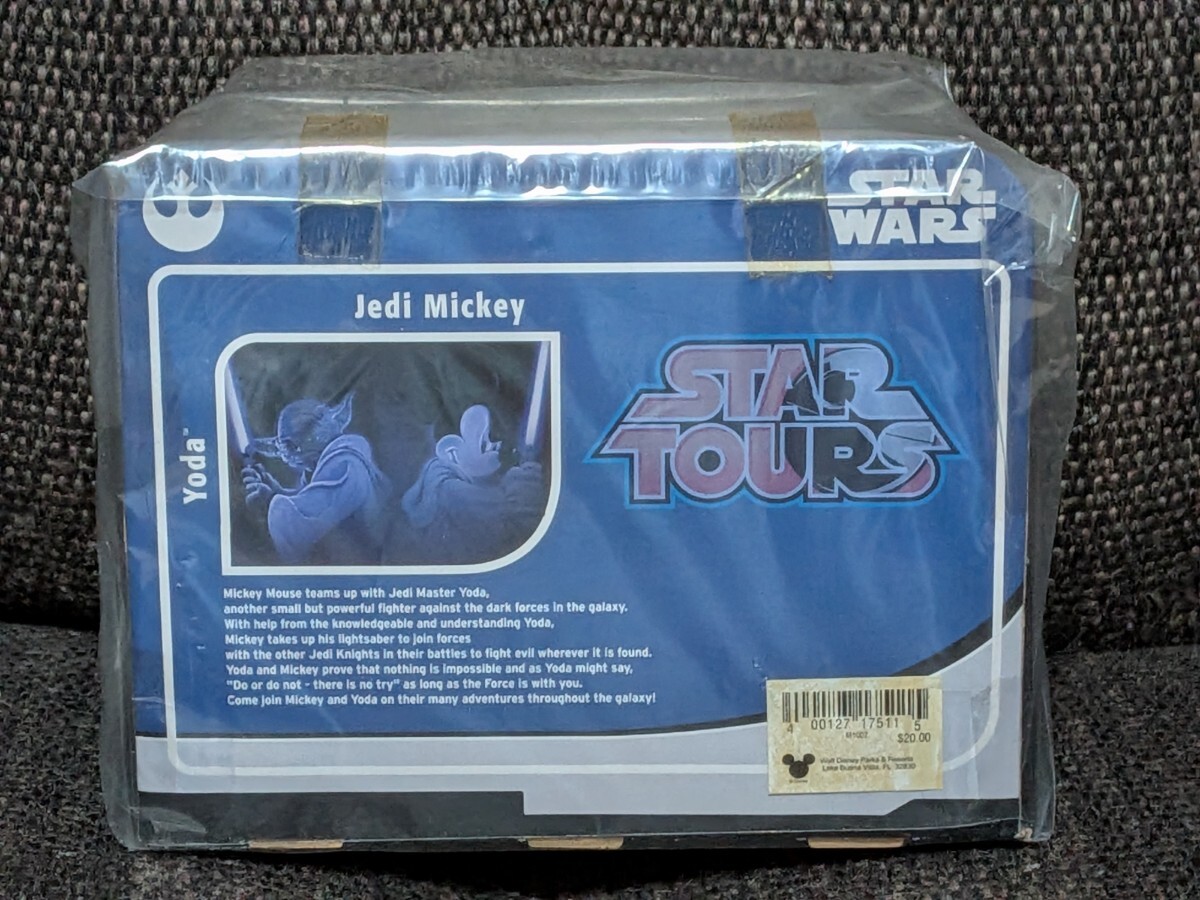 STAR
WARS
Jedi Mickey
Yoda™
STAR
TOURS
Mickey Mouse teams up with Jedi Master Yoda,
another small but powerful fighter against the dark forces in the galaxy.
With help from the knowledgeable and understanding Yoda,
Mickey takes up his lightsaber to join forces
with the other Jedi Knights in their battles to fight evil wherever it is found.
Yoda and Mickey prove that nothing is impossible and as Yoda might say,
"Do or do not - there is no try" as long as the Force is with you.
Come join Mickey and Yoda on their many adventures throughout the galaxy!
4 00127 17511 5
$20.00
Walt Disney Parks & Resorts
Lake Buena Vista, FL 32830